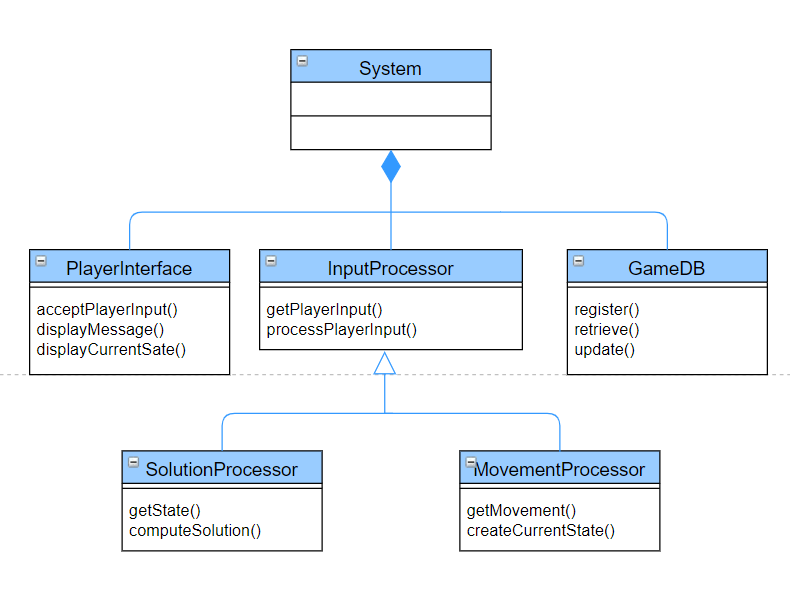 System
PlayerInterface
acceptPlayerInput()
displayMessage()
displayCurrentSate()
InputProcessor
getPlayerInput()
processPlayerInput()
GameDB
register()
retrieve()
update()
SolutionProcessor
getState()
computeSolution()
MovementProcessor
getMovement()
createCurrentState()